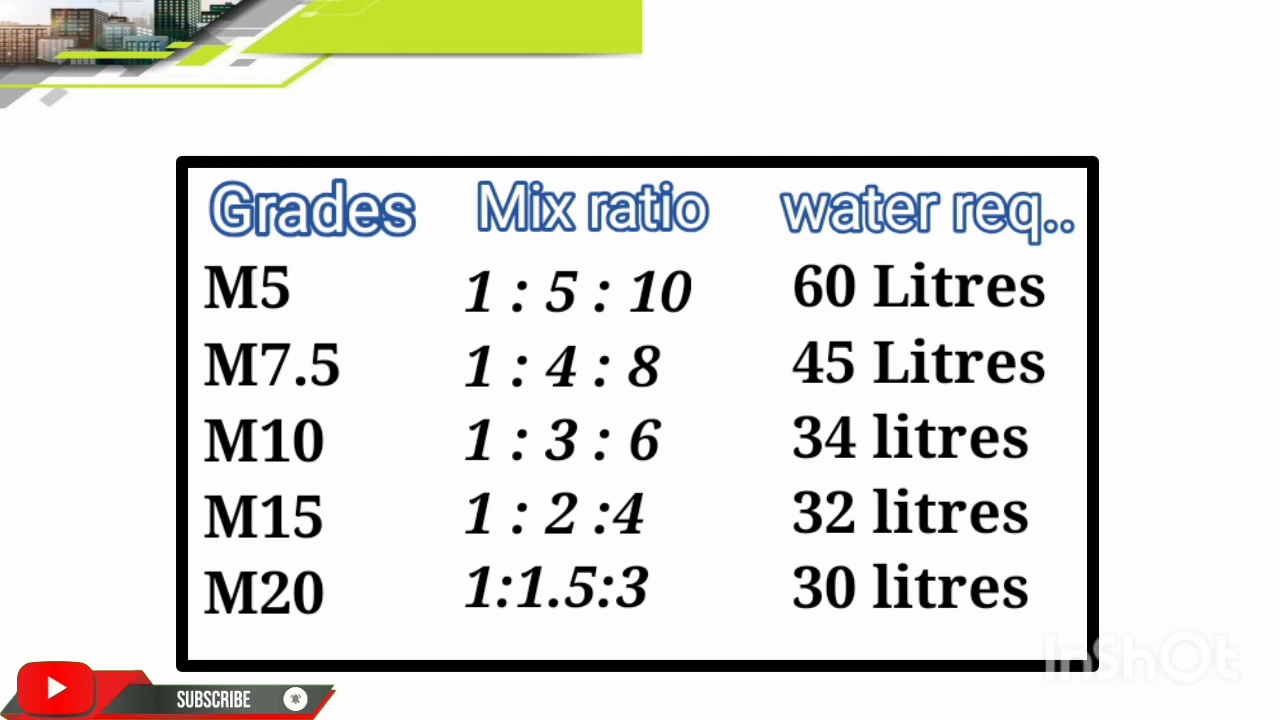 Grades Mix ratio water req..
M5 1 : 5 : 10 60 Litres
M7.5 1 : 4 : 8 45 Litres
M10 1 : 3 : 6 34 litres
M15 1 : 2 :4 32 litres
M20 1:1.5:3 30 litres
InShOt
SUBSCRIBE